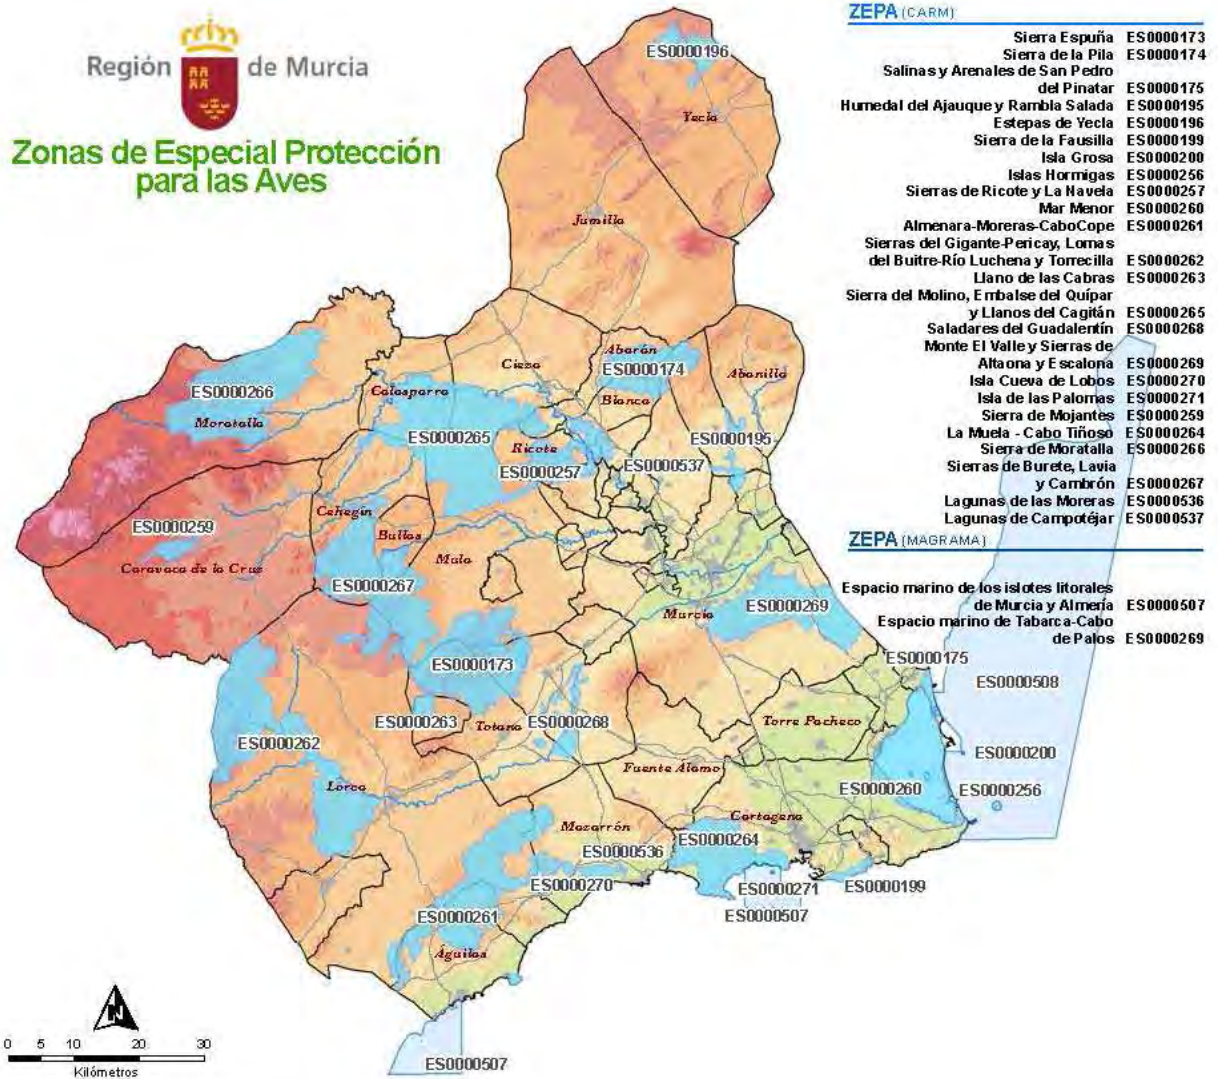 Región de Murcia
Zonas de Especial Protección
para las Aves
ZEPA (CARM)
Sierra Espuña ES0000173
Sierra de la Pila ES0000174
Salinas y Arenales de San Pedro
del Pinatar ES0000175
Humedal del Ajauque y Rambla Salada ES0000195
Estepas de Yecla ES0000196
Sierra de la Fausilla ES0000199
Isla Grosa ES0000200
Islas Hormigas ES0000256
Sierras de Ricote y La Navela ES0000257
Mar Menor ES0000260
Almenara-Moreras-CaboCope ES0000261
Sierras del Gigante-Pericay, Lomas
del Buitre-Río Luchena y Torrecilla ES0000262
Llano de las Cabras ES0000263
Sierra del Molino, Embalse del Quípar
y Llanos del Cagitán ES0000265
Saladares del Guadalentín ES0000268
Monte El Valle y Sierras de
Altaona y Escalona ES0000269
Isla Cueva de Lobos ES0000270
Isla de las Palomas ES0000271
Sierra de Mojantes ES0000259
La Muela - Cabo Tiñoso ES0000264
Sierra de Moratalla ES0000266
Sierras de Burete, Lavia
y Cambrón ES0000267
Lagunas de las Moreras ES0000536
Lagunas de Campotéjar ES0000537
ZEPA (MAGRAMA)
Espacio marino de los islotes litorales
de Murcia y Almería ES0000507
Espacio marino de Tabarca-Cabo
de Palos ES0000269
ES0000196
Yecla
Jumilla
Abarán
Cieza
ES0000174
Abanilla
ES0000266
Calasparra
Blanca
Moratalla
ES0000265
ES0000195
Ricote
ES0000257
ES0000537
Cehegín
ES0000259
Bullas
Mula
Caravaca de la Cruz
ES0000267
ES0000269
Murcia
ES0000175
ES0000173
ES0000508
ES0000263
Totana
ES0000268
Torre Pacheco
ES0000262
ES0000200
Fuente Álamo
Lorca
ES0000260
ES0000256
Cartagena
Mazarrón
ES0000264
ES0000536
ES0000270
ES0000271
ES0000199
ES0000261
ES0000507
Águilas
N
0 5 10 20 30
Kilómetros
ES0000507